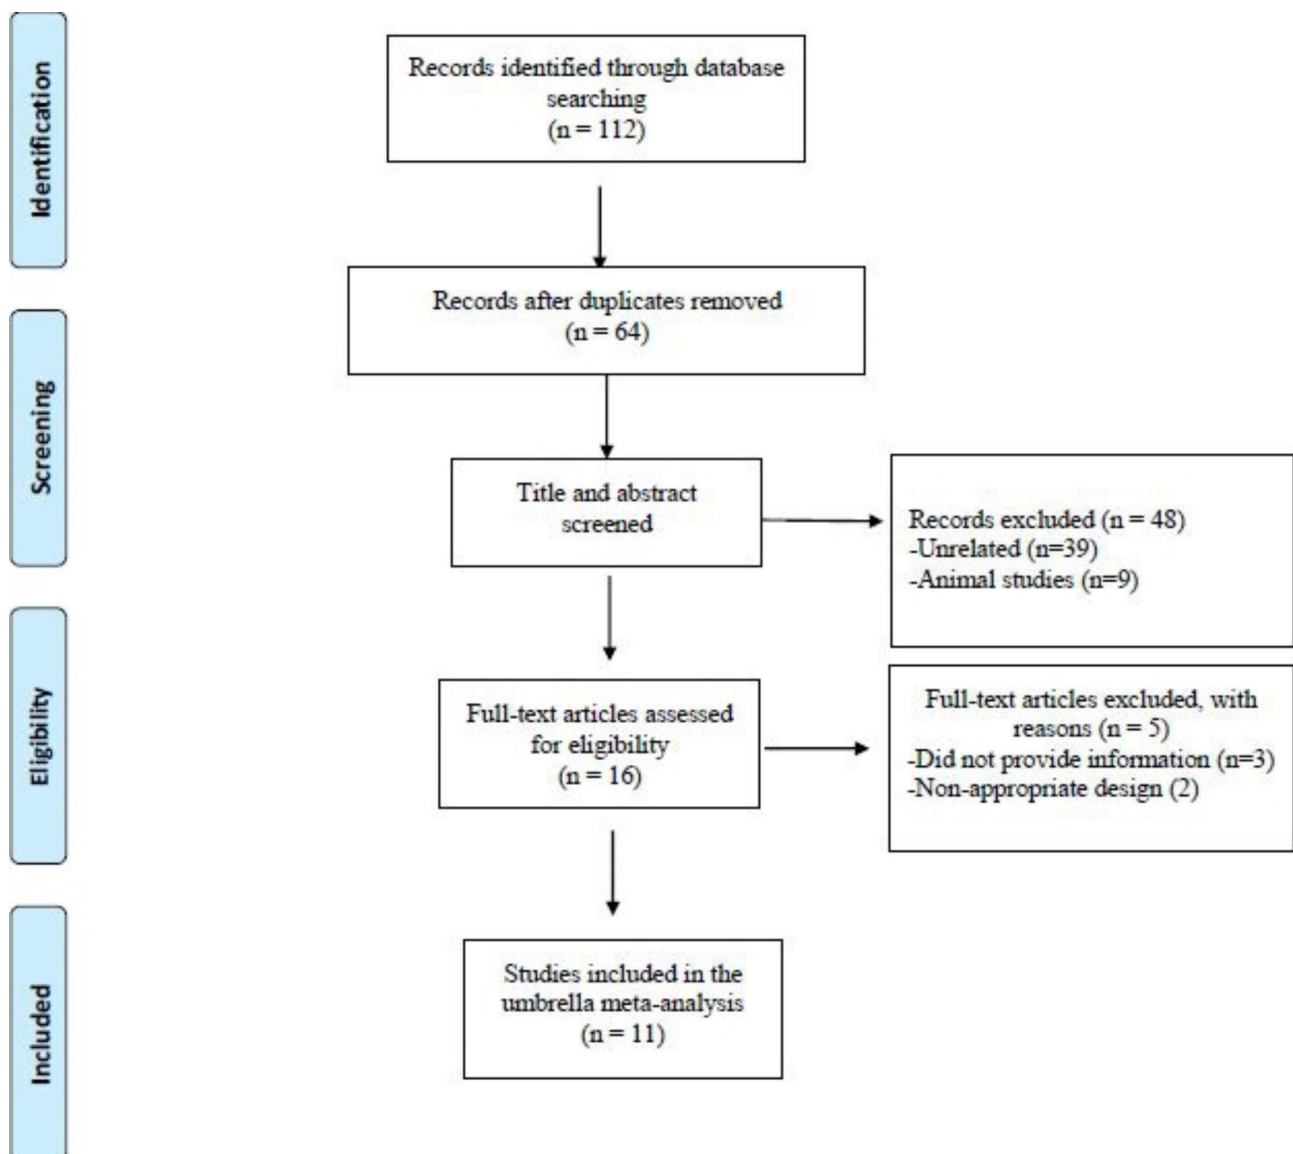 Identification
Records identified through database
searching
(n = 112)
Records after duplicates removed
(n = 64)
Screening
Title and abstract
screened
Records excluded (n = 48)
-Unrelated (n=39)
-Animal studies (n=9)
Eligibility
Full-text articles assessed
for eligibility
(n = 16)
Full-text articles excluded, with
reasons (n = 5)
-Did not provide information (n=3)
-Non-appropriate design (2)
Included
Studies included in the
umbrella meta-analysis
(n = 11)